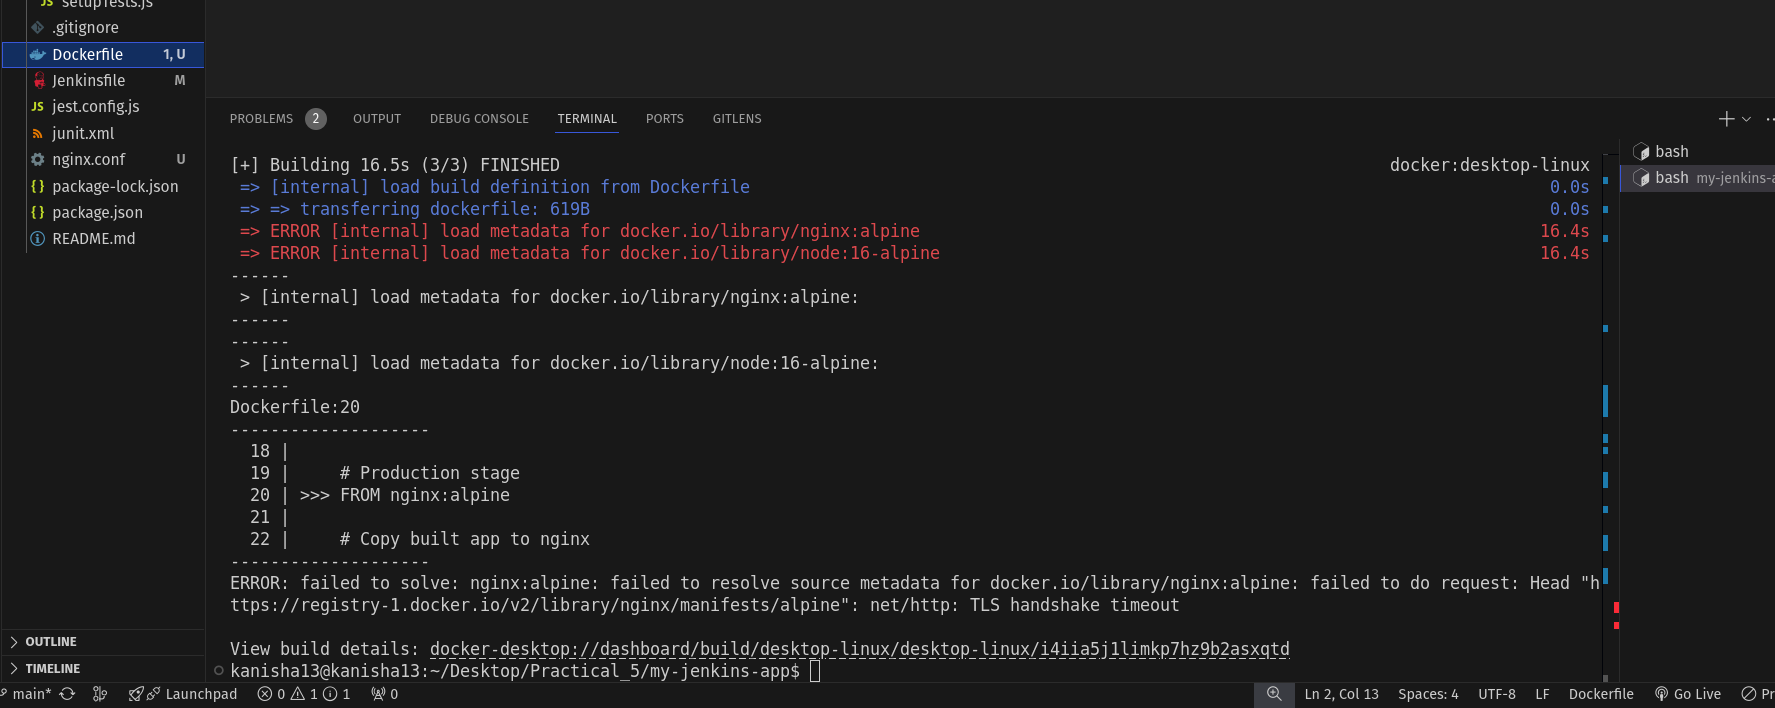 setupTests.js
.gitignore
Dockerfile 1, U
Jenkinsfile M
jest.config.js
junit.xml
nginx.conf U
package-lock.json
package.json
README.md
OUTLINE
TIMELINE
PROBLEMS 2 OUTPUT DEBUG CONSOLE TERMINAL PORTS GITLENS
[+] Building 16.5s (3/3) FINISHED docker:desktop-linux
=> [internal] load build definition from Dockerfile 0.0s
=> => transferring dockerfile: 619B 0.0s
=> ERROR [internal] load metadata for docker.io/library/nginx:alpine 16.4s
=> ERROR [internal] load metadata for docker.io/library/node:16-alpine 16.4s
------
> [internal] load metadata for docker.io/library/nginx:alpine:
------
------
> [internal] load metadata for docker.io/library/node:16-alpine:
------
Dockerfile:20
--------------------
18 |
19 | # Production stage
20 | >>> FROM nginx:alpine
21 |
22 | # Copy built app to nginx
--------------------
ERROR: failed to solve: nginx:alpine: failed to resolve source metadata for docker.io/library/nginx:alpine: failed to do request: Head "h
ttps://registry-1.docker.io/v2/library/nginx/manifests/alpine": net/http: TLS handshake timeout
View build details: docker-desktop://dashboard/build/desktop-linux/desktop-linux/i4iia5j1limkp7hz9b2asxqtd
kanisha13@kanisha13:~/Desktop/Practical_5/my-jenkins-app$
bash
bash my-jenkins-a
main* Launchpad 0 1 1 0 Ln 2, Col 13 Spaces: 4 UTF-8 LF Dockerfile Go Live Pr